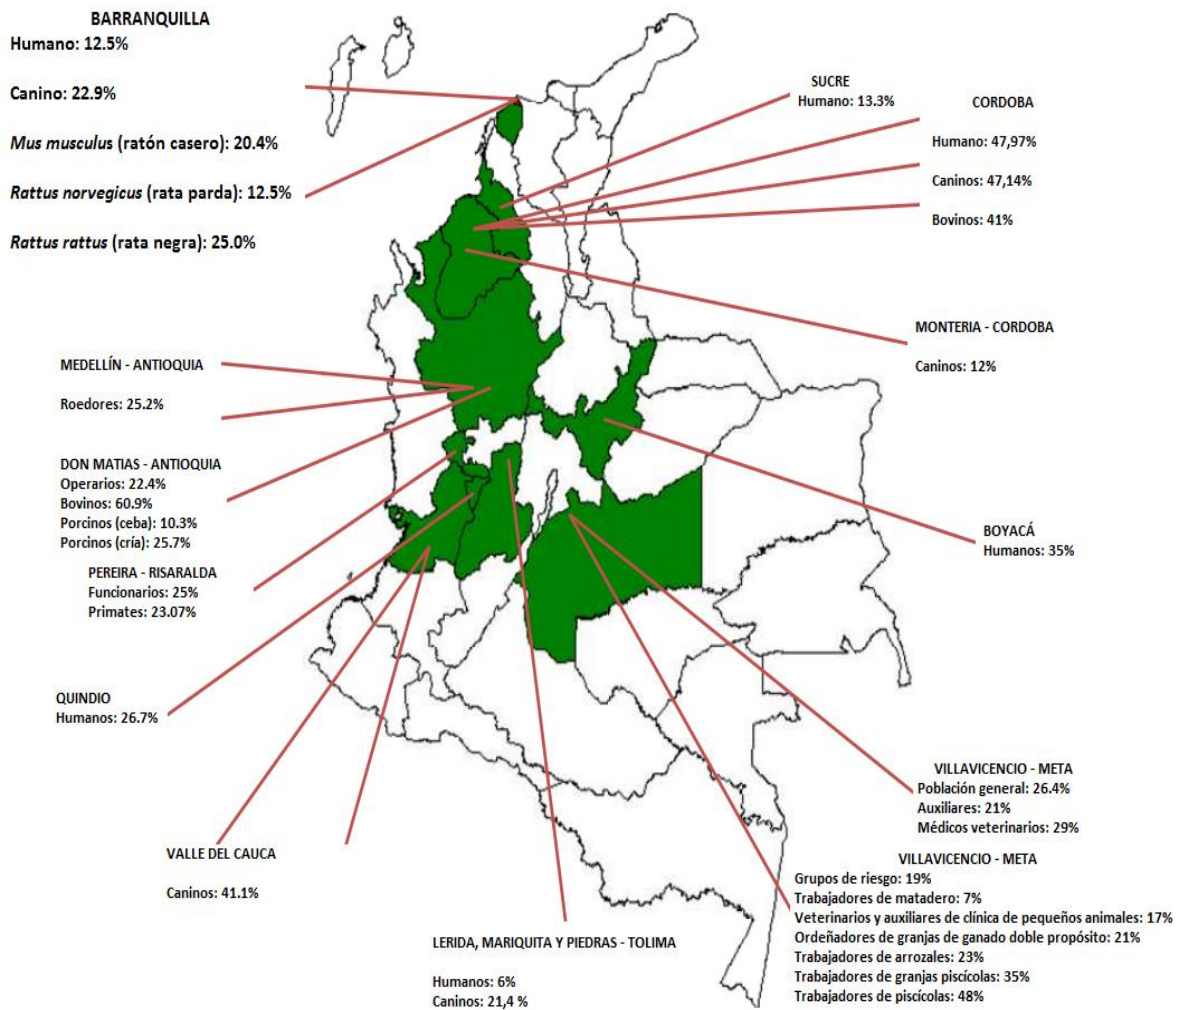 BARRANQUILLA
Humano: 12.5%
Canino: 22.9%
Mus musculus (ratón casero): 20.4%
Rattus norvegicus (rata parda): 12.5%
Rattus rattus (rata negra): 25.0%
SUCRE
Humano: 13.3%
CORDOBA
Humano: 47,97%
Caninos: 47,14%
Bovinos: 41%
MONTERIA - CORDOBA
Caninos: 12%
MEDELLÍN - ANTIOQUIA
Roedores: 25.2%
DON MATIAS - ANTIOQUIA
Operarios: 22.4%
Bovinos: 60.9%
Porcinos (ceba): 10.3%
Porcinos (cría): 25.7%
PEREIRA - RISARALDA
Funcionarios: 25%
Primates: 23.07%
BOYACÁ
Humanos: 35%
QUINDIO
Humanos: 26.7%
VALLE DEL CAUCA
Caninos: 41.1%
LERIDA, MARIQUITA Y PIEDRAS - TOLIMA
Humanos: 6%
Caninos: 21,4 %
VILLAVICENCIO - META
Población general: 26.4%
Auxiliares: 21%
Médicos veterinarios: 29%
VILLAVICENCIO - META
Grupos de riesgo: 19%
Trabajadores de matadero: 7%
Veterinarios y auxiliares de clínica de pequeños animales: 17%
Ordeñadores de granjas de ganado doble propósito: 21%
Trabajadores de arrozales: 23%
Trabajadores de granjas piscícolas: 35%
Trabajadores de piscícolas: 48%